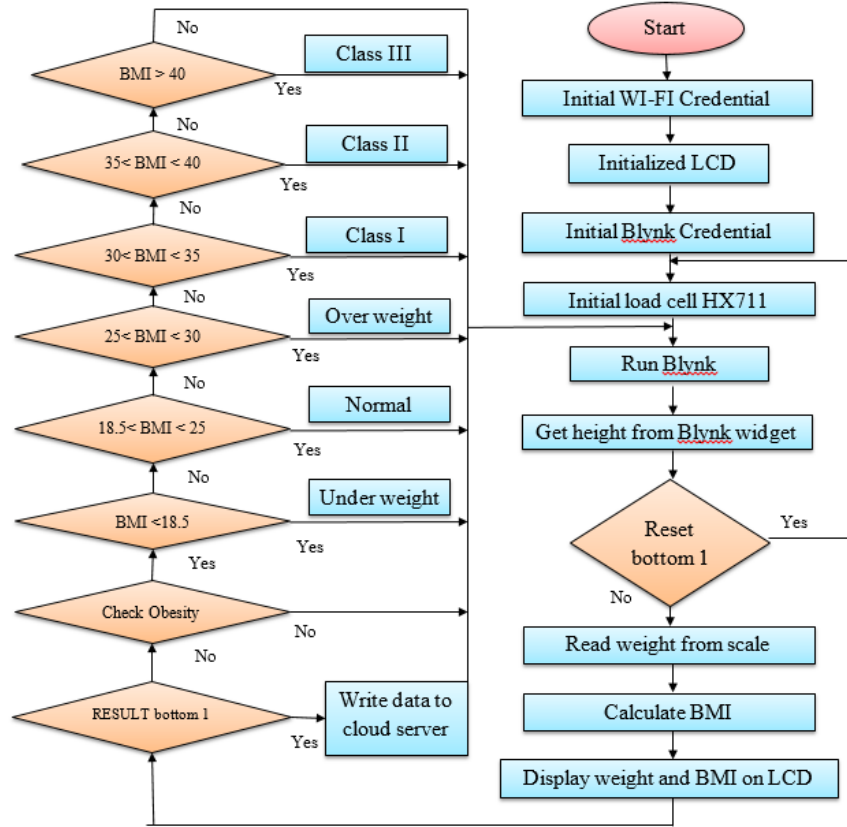 Start
Initial WI-FI Credential
Initialized LCD
Initial Blynk Credential
Initial load cell HX711
Run Blynk
Get height from Blynk widget
Reset
bottom 1
Yes
No
Read weight from scale
Calculate BMI
Display weight and BMI on LCD
RESULT bottom 1
Yes
Write data to
cloud server
No
Check Obesity
No
Yes
BMI <18.5
Yes
Under weight
No
18.5< BMI < 25
Yes
Normal
No
25< BMI < 30
Yes
Over weight
No
30< BMI < 35
Yes
Class I
No
35< BMI < 40
Yes
Class II
No
BMI > 40
Yes
Class III
No